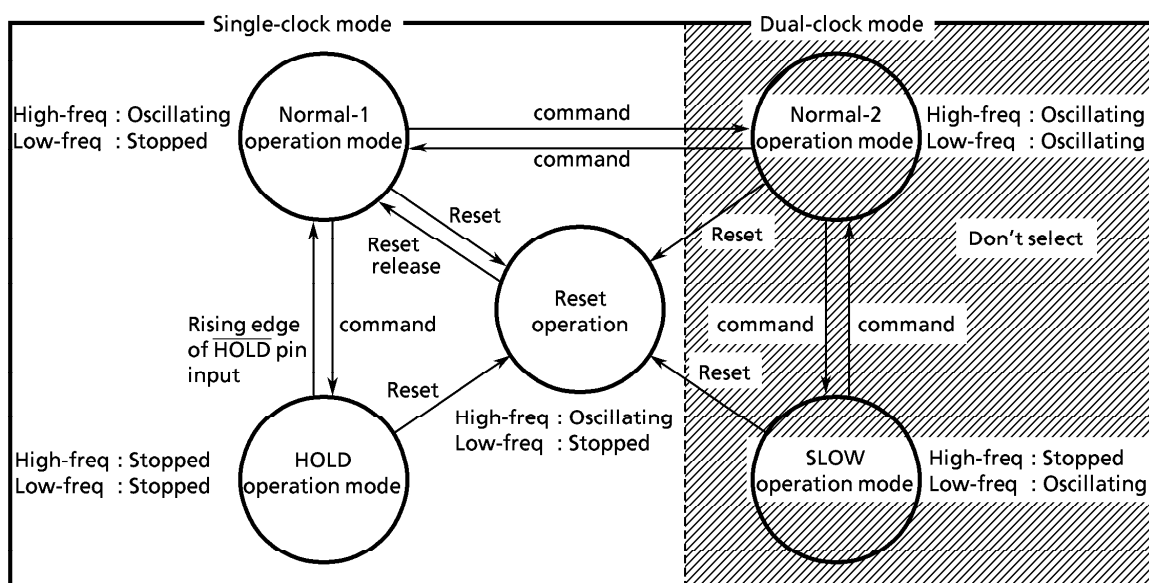 Single-clock mode
Dual-clock mode
High-freq : Oscillating
Low-freq : Stopped
Normal-1
operation mode
command
command
Normal-2
operation mode
High-freq : Oscillating
Low-freq : Oscillating
Reset
Reset
release
Reset
Don't select
Reset
operation
Rising edge
of HOLD pin
input
command
command
command
Reset
Reset
High-freq : Oscillating
Low-freq : Stopped
High-freq : Stopped
Low-freq : Stopped
HOLD
operation mode
SLOW
operation mode
High-freq : Stopped
Low-freq : Oscillating